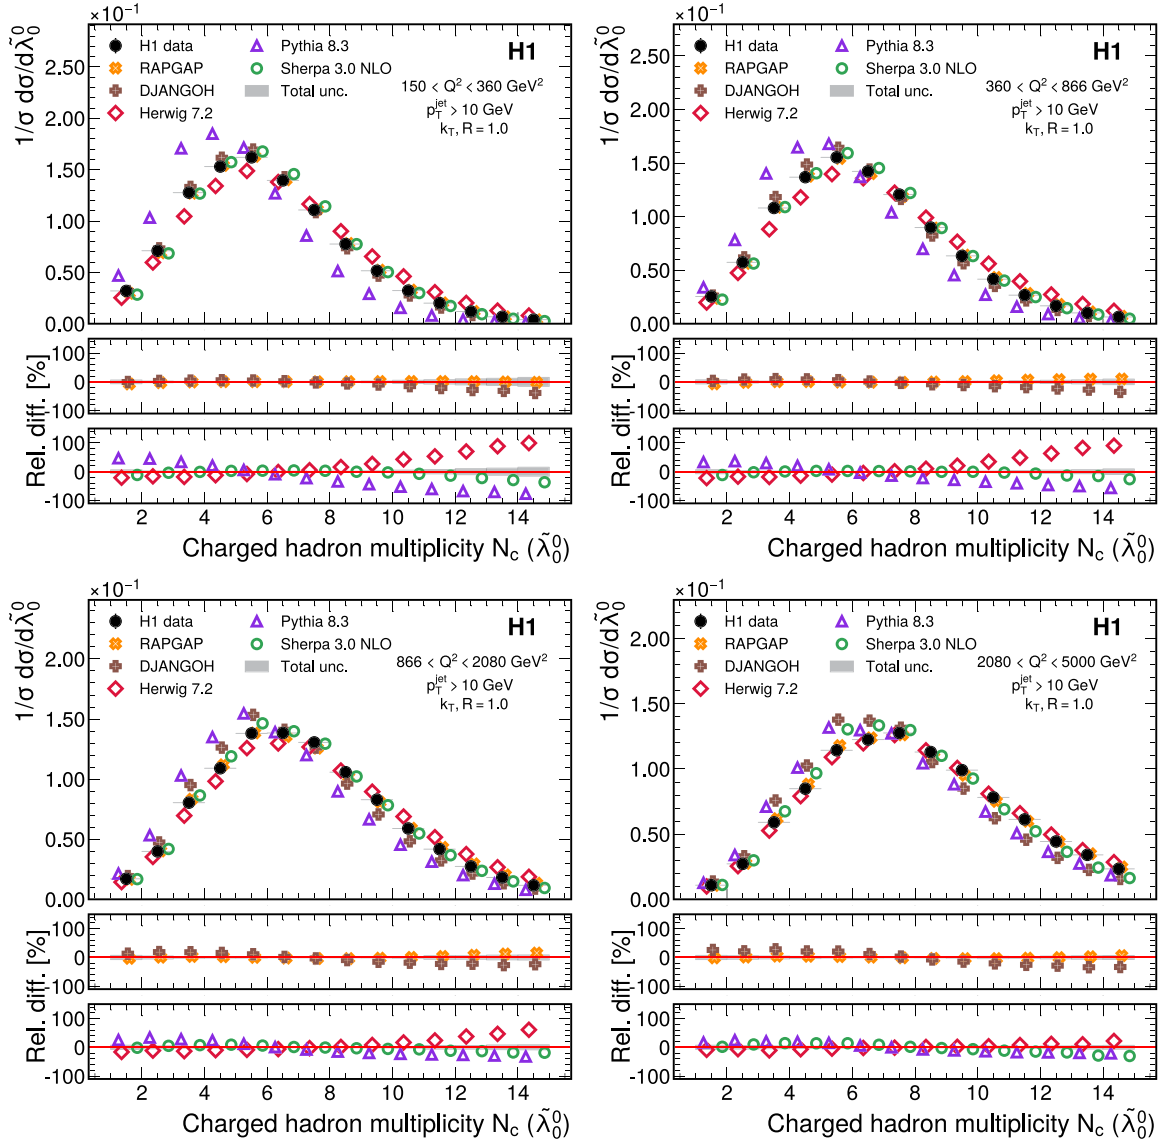 ×10⁻¹
1/σ dσ/dλ̃⁰₀
H1 data
RAPGAP
DJANGOH
Herwig 7.2
Pythia 8.3
Sherpa 3.0 NLO
Total unc.
H1
150 < Q² < 360 GeV²
p_T^jet > 10 GeV
k_T, R = 1.0
2.50
2.00
1.50
1.00
0.50
0.00
Rel. diff. [%]
100
0
-100
100
0
-100
2 4 6 8 10 12 14
Charged hadron multiplicity N_c (λ̃⁰₀)
×10⁻¹
1/σ dσ/dλ̃⁰₀
H1 data
RAPGAP
DJANGOH
Herwig 7.2
Pythia 8.3
Sherpa 3.0 NLO
Total unc.
H1
360 < Q² < 866 GeV²
p_T^jet > 10 GeV
k_T, R = 1.0
2.50
2.00
1.50
1.00
0.50
0.00
Rel. diff. [%]
100
0
-100
100
0
-100
2 4 6 8 10 12 14
Charged hadron multiplicity N_c (λ̃⁰₀)
×10⁻¹
1/σ dσ/dλ̃⁰₀
H1 data
RAPGAP
DJANGOH
Herwig 7.2
Pythia 8.3
Sherpa 3.0 NLO
Total unc.
H1
866 < Q² < 2080 GeV²
p_T^jet > 10 GeV
k_T, R = 1.0
2.00
1.50
1.00
0.50
0.00
Rel. diff. [%]
100
0
-100
100
0
-100
2 4 6 8 10 12 14
Charged hadron multiplicity N_c (λ̃⁰₀)
×10⁻¹
1/σ dσ/dλ̃⁰₀
H1 data
RAPGAP
DJANGOH
Herwig 7.2
Pythia 8.3
Sherpa 3.0 NLO
Total unc.
H1
2080 < Q² < 5000 GeV²
p_T^jet > 10 GeV
k_T, R = 1.0
2.00
1.50
1.00
0.50
0.00
Rel. diff. [%]
100
0
-100
100
0
-100
2 4 6 8 10 12 14
Charged hadron multiplicity N_c (λ̃⁰₀)